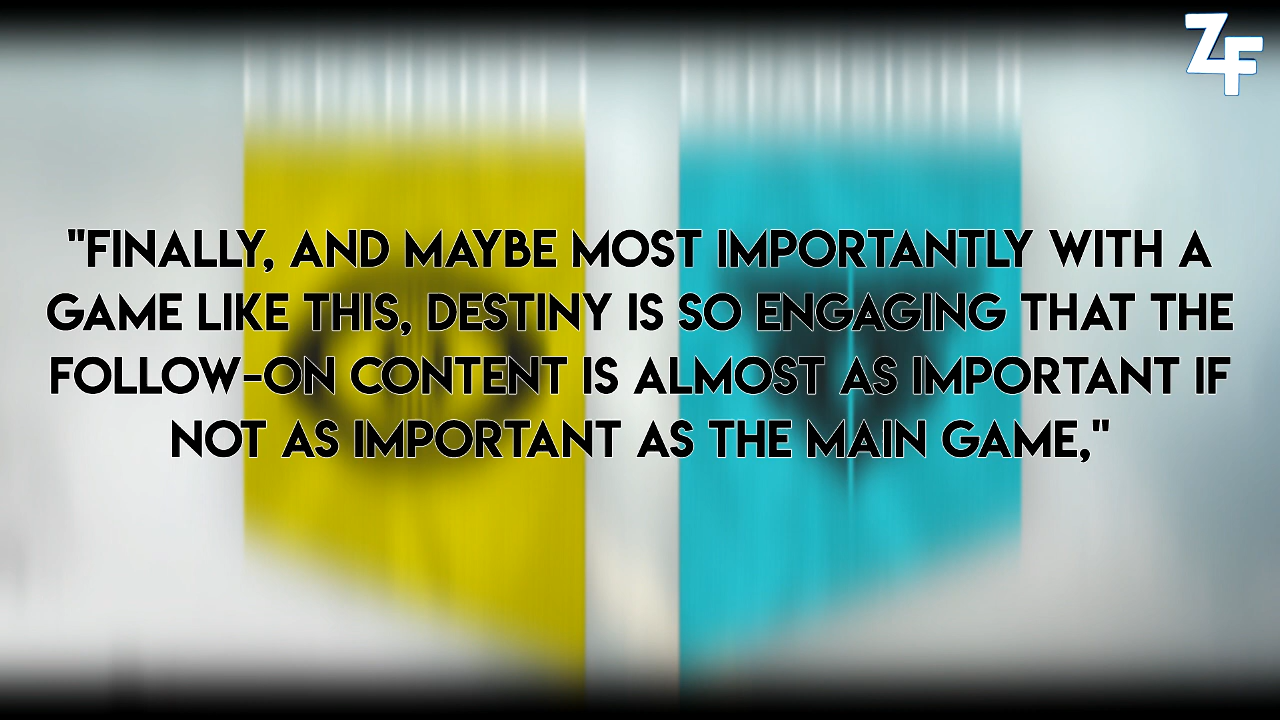 ZF
"FINALLY, AND MAYBE MOST IMPORTANTLY WITH A
GAME LIKE THIS, DESTINY IS SO ENGAGING THAT THE
FOLLOW-ON CONTENT IS ALMOST AS IMPORTANT IF
NOT AS IMPORTANT AS THE MAIN GAME,"